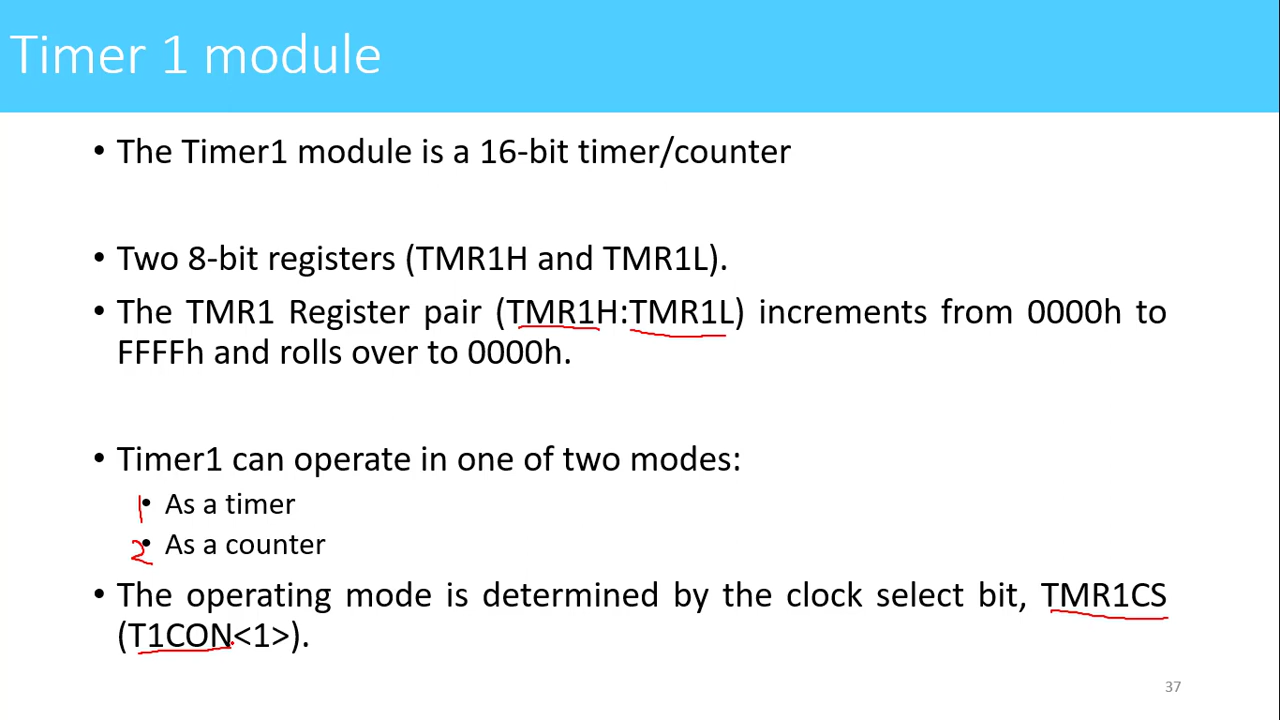 Timer 1 module
• The Timer1 module is a 16-bit timer/counter
• Two 8-bit registers (TMR1H and TMR1L).
• The TMR1 Register pair (TMR1H:TMR1L) increments from 0000h to
FFFFh and rolls over to 0000h.
• Timer1 can operate in one of two modes:
1 • As a timer
2 • As a counter
• The operating mode is determined by the clock select bit, TMR1CS
(T1CON<1>).
37